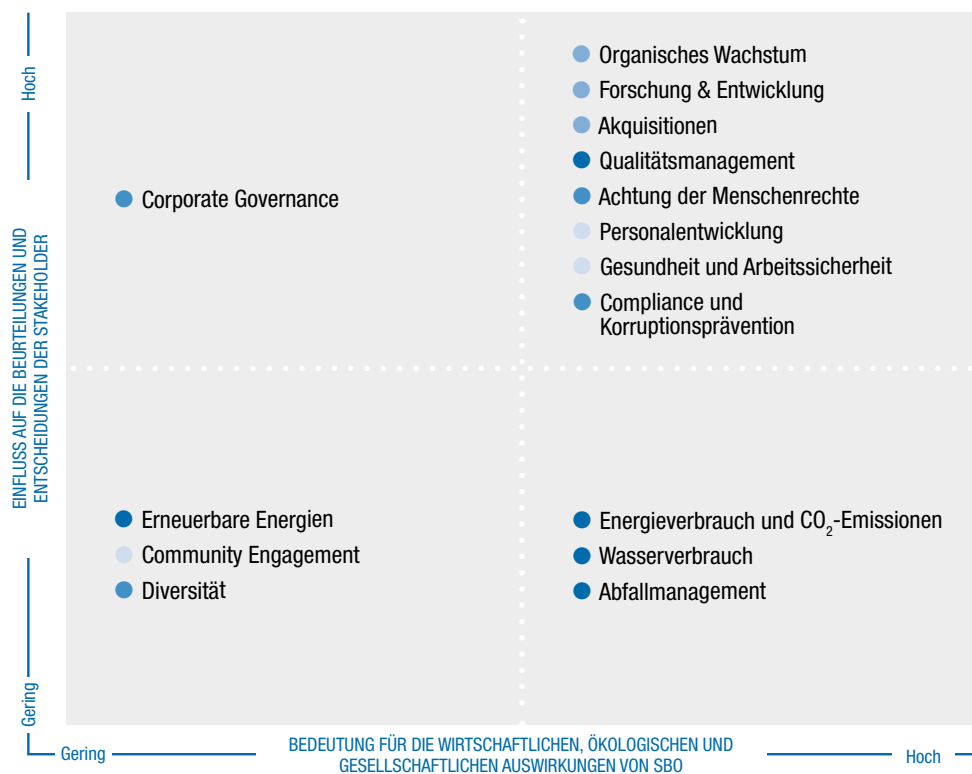 Hoch
EINFLUSS AUF DIE BEURTEILUNGEN UND
ENTSCHEIDUNGEN DER STAKEHOLDER
Gering
Corporate Governance
Organisches Wachstum
Forschung & Entwicklung
Akquisitionen
Qualitätsmanagement
Achtung der Menschenrechte
Personalentwicklung
Gesundheit und Arbeitssicherheit
Compliance und
Korruptionsprävention
Erneuerbare Energien
Community Engagement
Diversität
Energieverbrauch und CO₂-Emissionen
Wasserverbrauch
Abfallmanagement
Gering
BEDEUTUNG FÜR DIE WIRTSCHAFTLICHEN, ÖKOLOGISCHEN UND
GESELLSCHAFTLICHEN AUSWIRKUNGEN VON SBO
Hoch